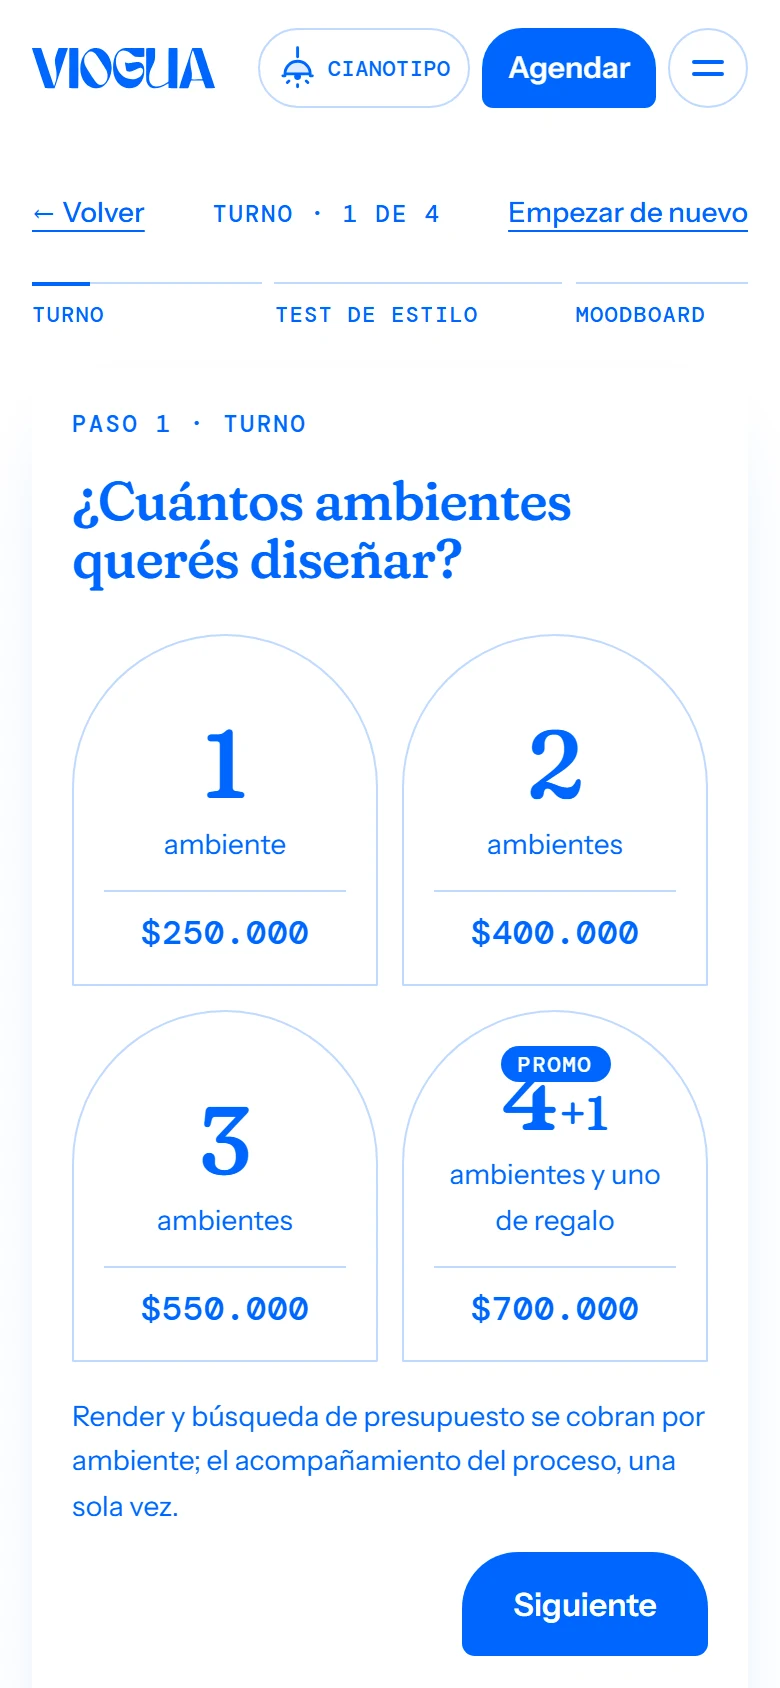 VIOGUA
CIANOTIPO
Agendar
← Volver
TURNO · 1 DE 4
Empezar de nuevo
TURNO
TEST DE ESTILO
MOODBOARD
PASO 1 · TURNO
¿Cuántos ambientes
querés diseñar?
1
ambiente
$250.000
2
ambientes
$400.000
3
ambientes
$550.000
PROMO
4+1
ambientes y uno
de regalo
$700.000
Render y búsqueda de presupuesto se cobran por
ambiente; el acompañamiento del proceso, una
sola vez.
Siguiente